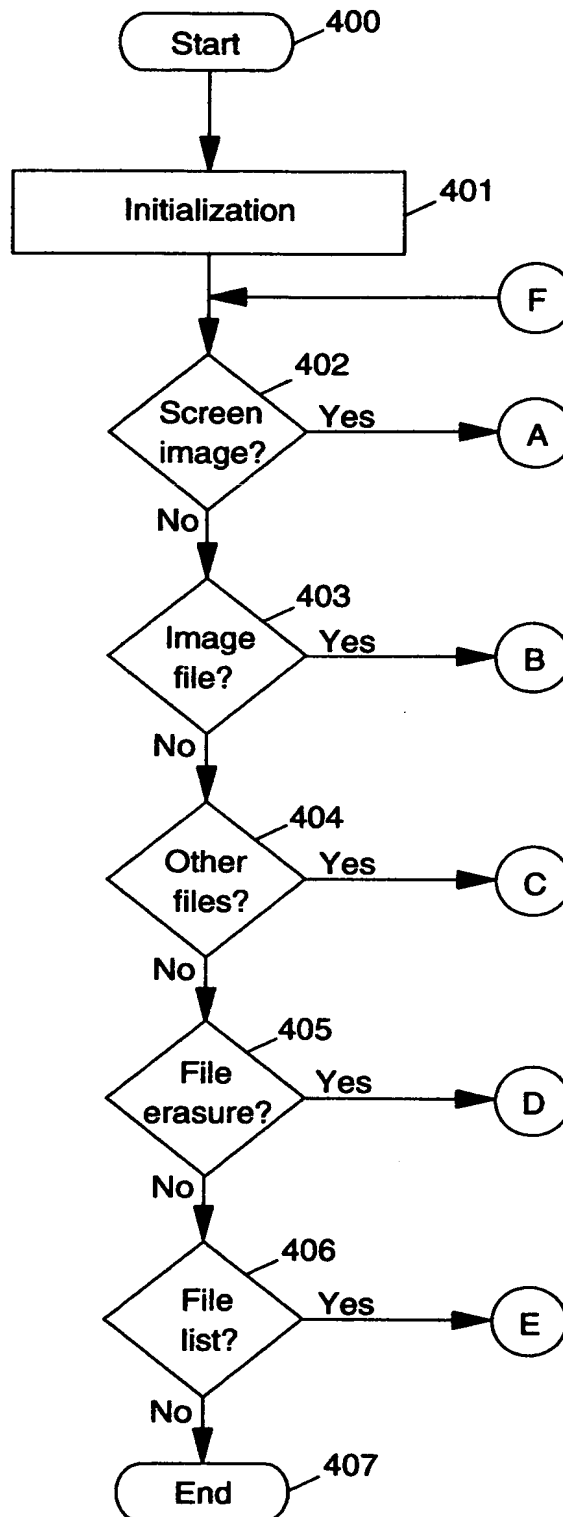 Start
400
Initialization
401
F
402
Screen
image?
Yes
A
No
403
Image
file?
Yes
B
No
404
Other
files?
Yes
C
No
405
File
erasure?
Yes
D
No
406
File
list?
Yes
E
No
End
407